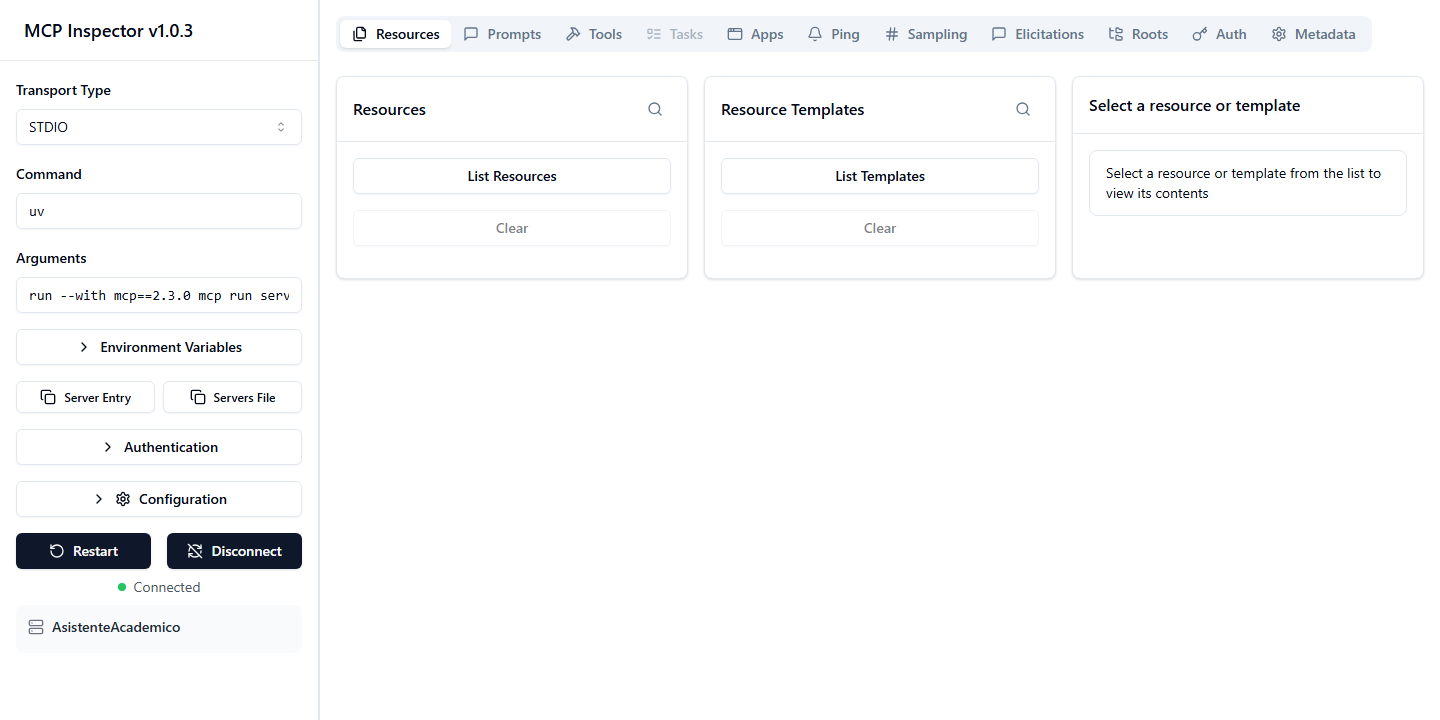 MCP Inspector v1.0.3
Transport Type
STDIO
Command
uv
Arguments
run --with mcp==2.3.0 mcp run serv
Environment Variables
Server Entry
Servers File
Authentication
Configuration
Restart
Disconnect
Connected
AsistenteAcademico
Resources
Prompts
Tools
Tasks
Apps
Ping
Sampling
Elicitations
Roots
Auth
Metadata
Resources
List Resources
Clear
Resource Templates
List Templates
Clear
Select a resource or template
Select a resource or template from the list to
view its contents